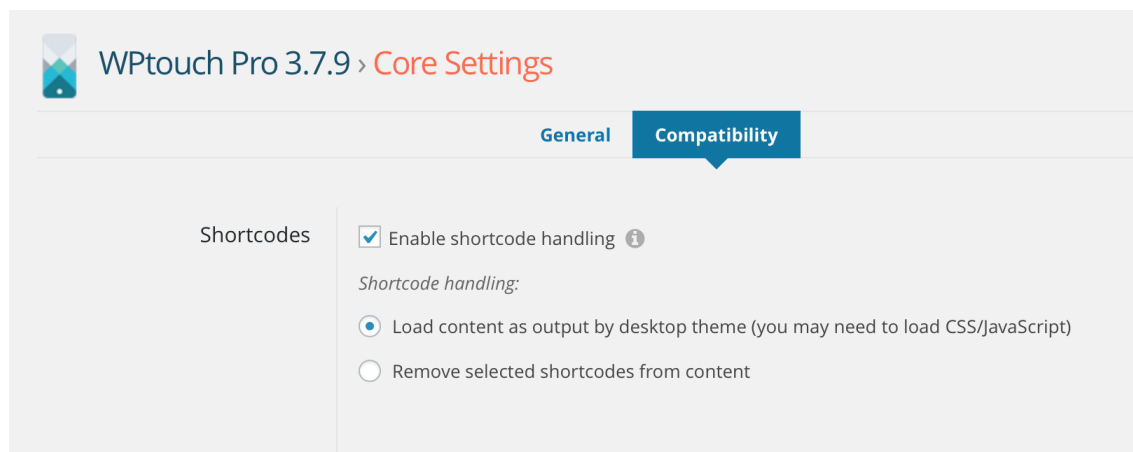 WPtouch Pro 3.7.9 › Core Settings
General Compatibility
Shortcodes
Enable shortcode handling
Shortcode handling:
Load content as output by desktop theme (you may need to load CSS/JavaScript)
Remove selected shortcodes from content